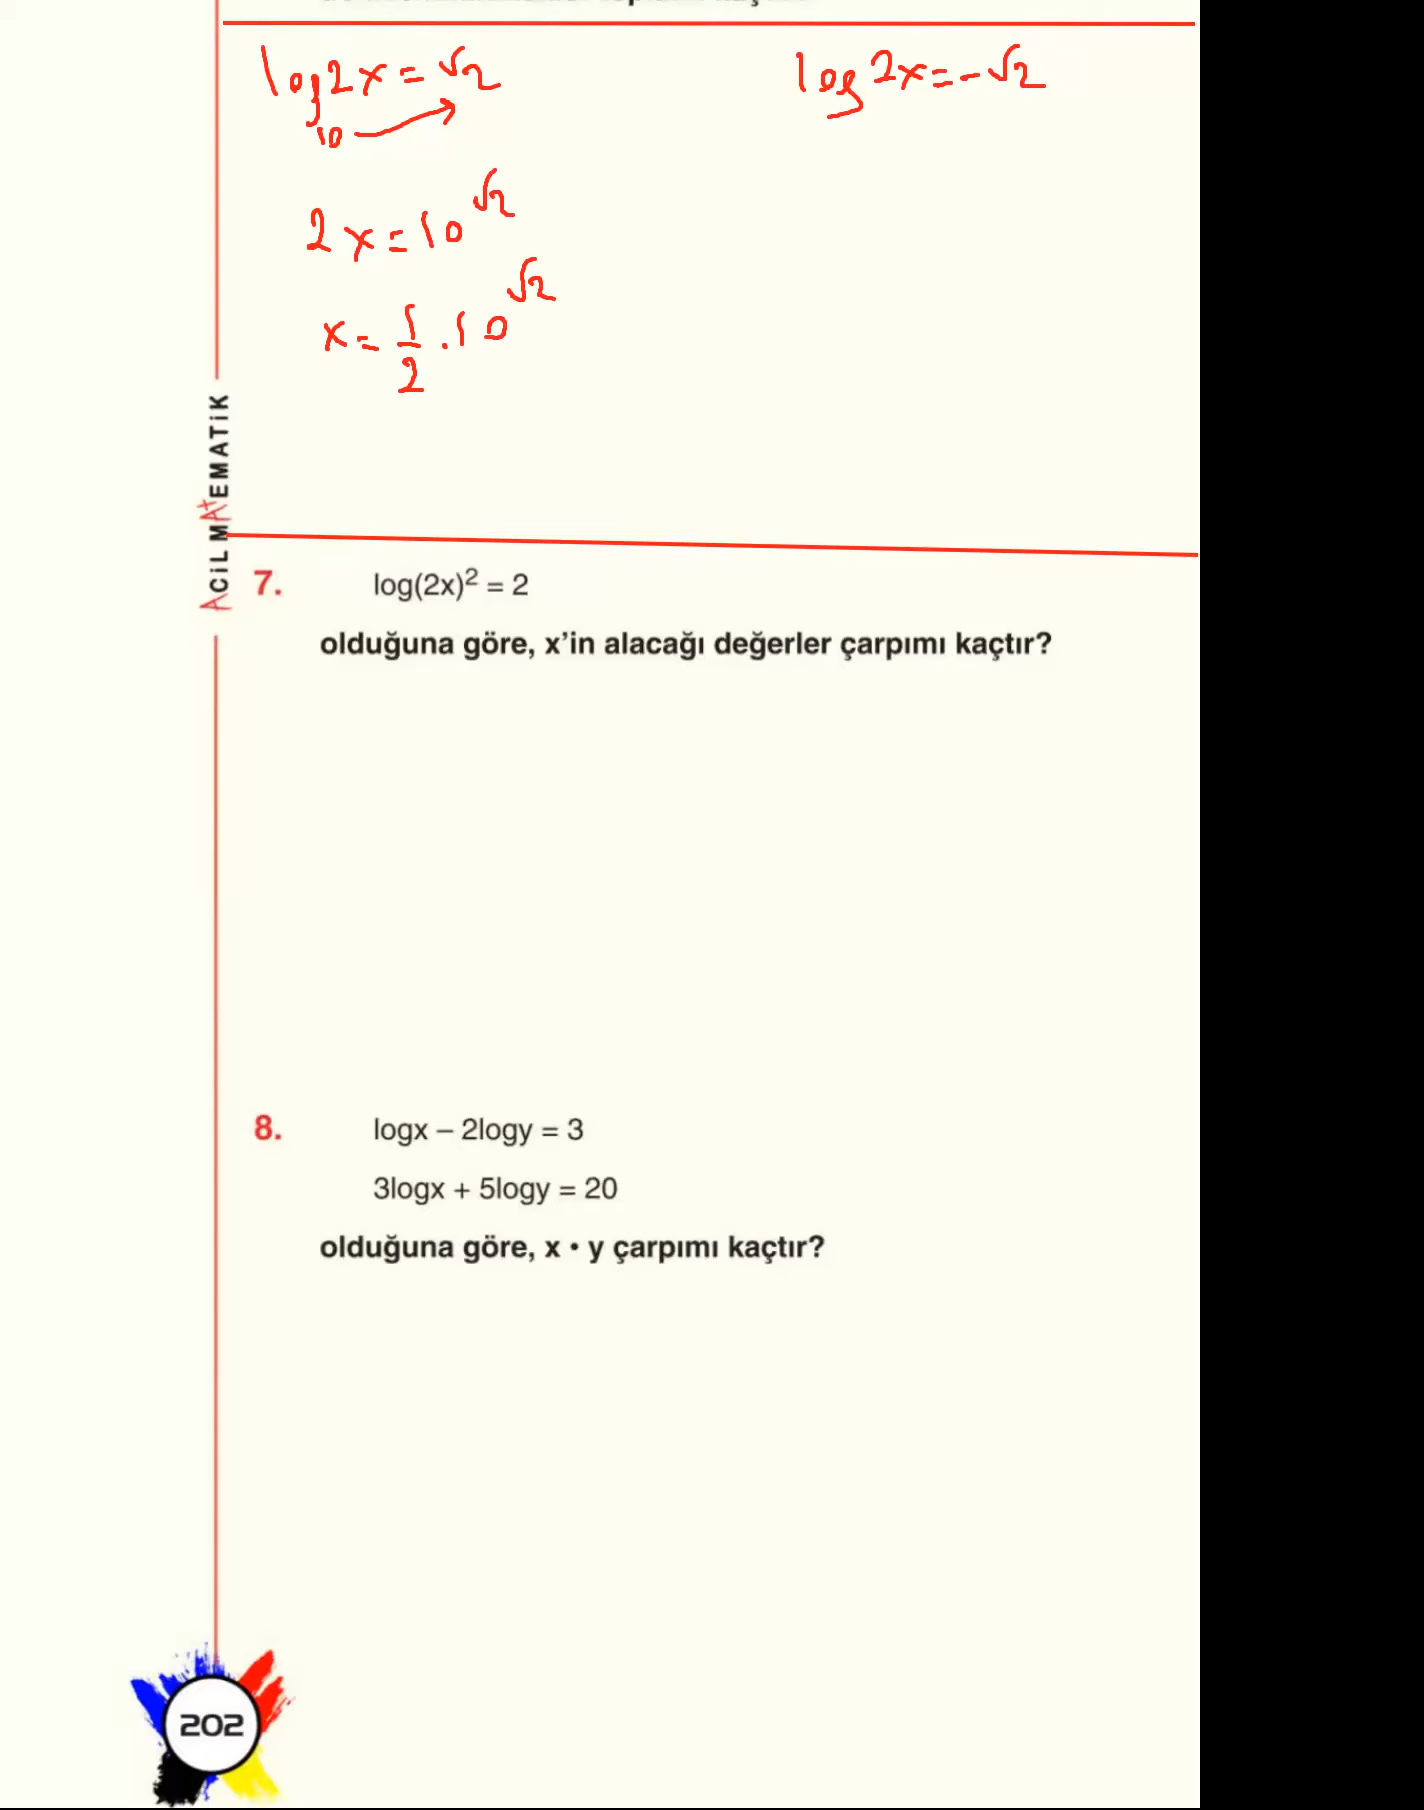 log2x = √2
10
log2x = -√2
2x = 10^√2
x = 1/2 . 10^√2
ACİL MATEMATİK
7. log(2x)² = 2
olduğuna göre, x'in alacağı değerler çarpımı kaçtır?
8. logx – 2logy = 3
3logx + 5logy = 20
olduğuna göre, x • y çarpımı kaçtır?
202